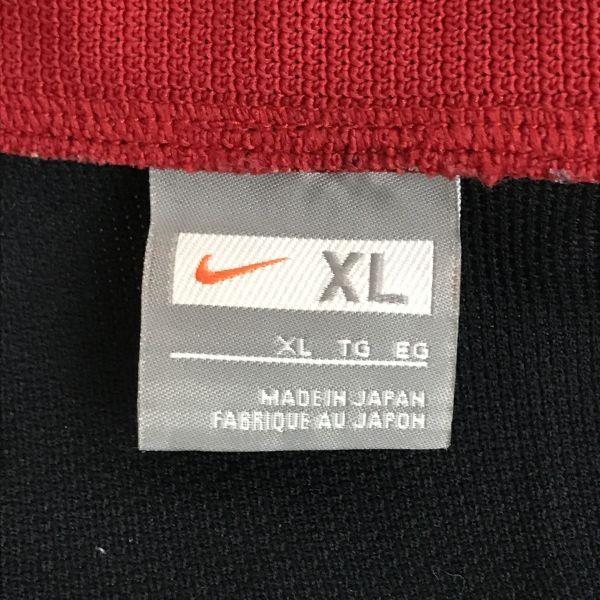 XL
XL TG EG
MADE IN JAPAN
FABRIQUE AU JAPON